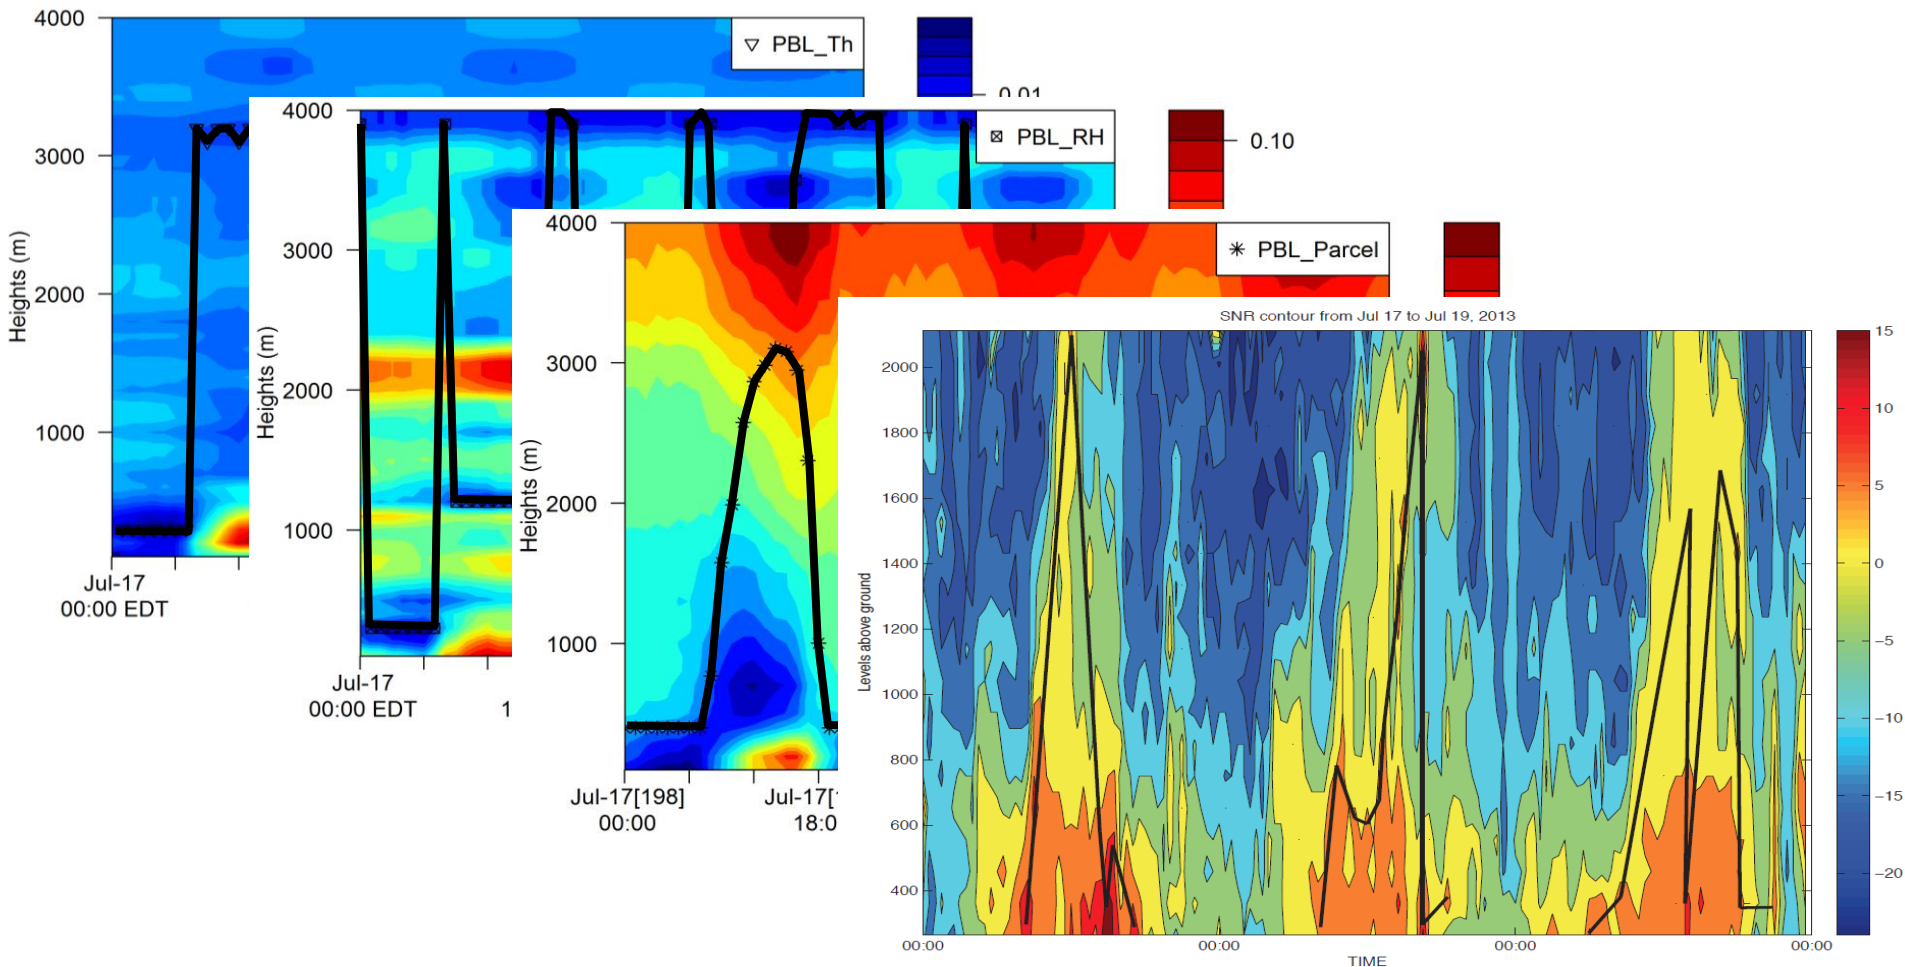 4000
3000
2000
1000
Heights (m)
PBL_Th
0.01
Jul-17
00:00 EDT
4000
3000
2000
1000
Heights (m)
PBL_RH
0.10
Jul-17
00:00 EDT
1
4000
3000
2000
1000
Heights (m)
PBL_Parcel
Jul-17[198]
00:00
SNR contour from Jul 17 to Jul 19, 2013
2000
1800
1600
1400
1200
1000
800
600
400
Levels above ground
00:00
00:00
00:00
00:00
TIME
15
10
5
0
−5
−10
−15
−20